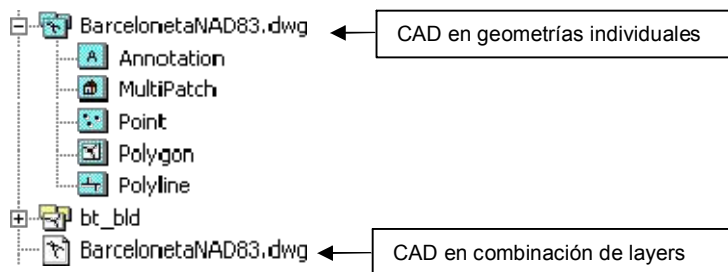 BarcelonetaNAD83.dwg
CAD en geometrías individuales
A Annotation
MultiPatch
Point
Polygon
Polyline
bt_bld
BarcelonetaNAD83.dwg
CAD en combinación de layers